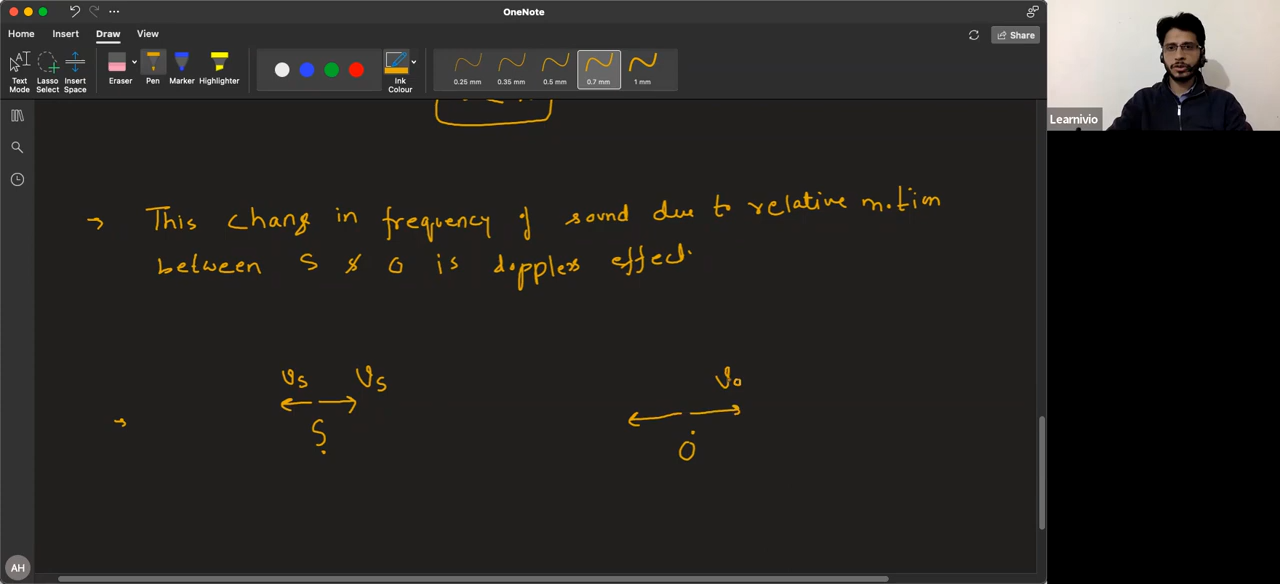 OneNote
Home Insert Draw View
Share
Text Mode Lasso Select Insert Space Eraser Pen Marker Highlighter Ink Colour 0.25 mm 0.35 mm 0.5 mm 0.7 mm 1 mm
Learnivio
→ This change in frequency of sound due to relative motion
between S & O is doppler effect.
→ Vs Vs Vo
S O
AH